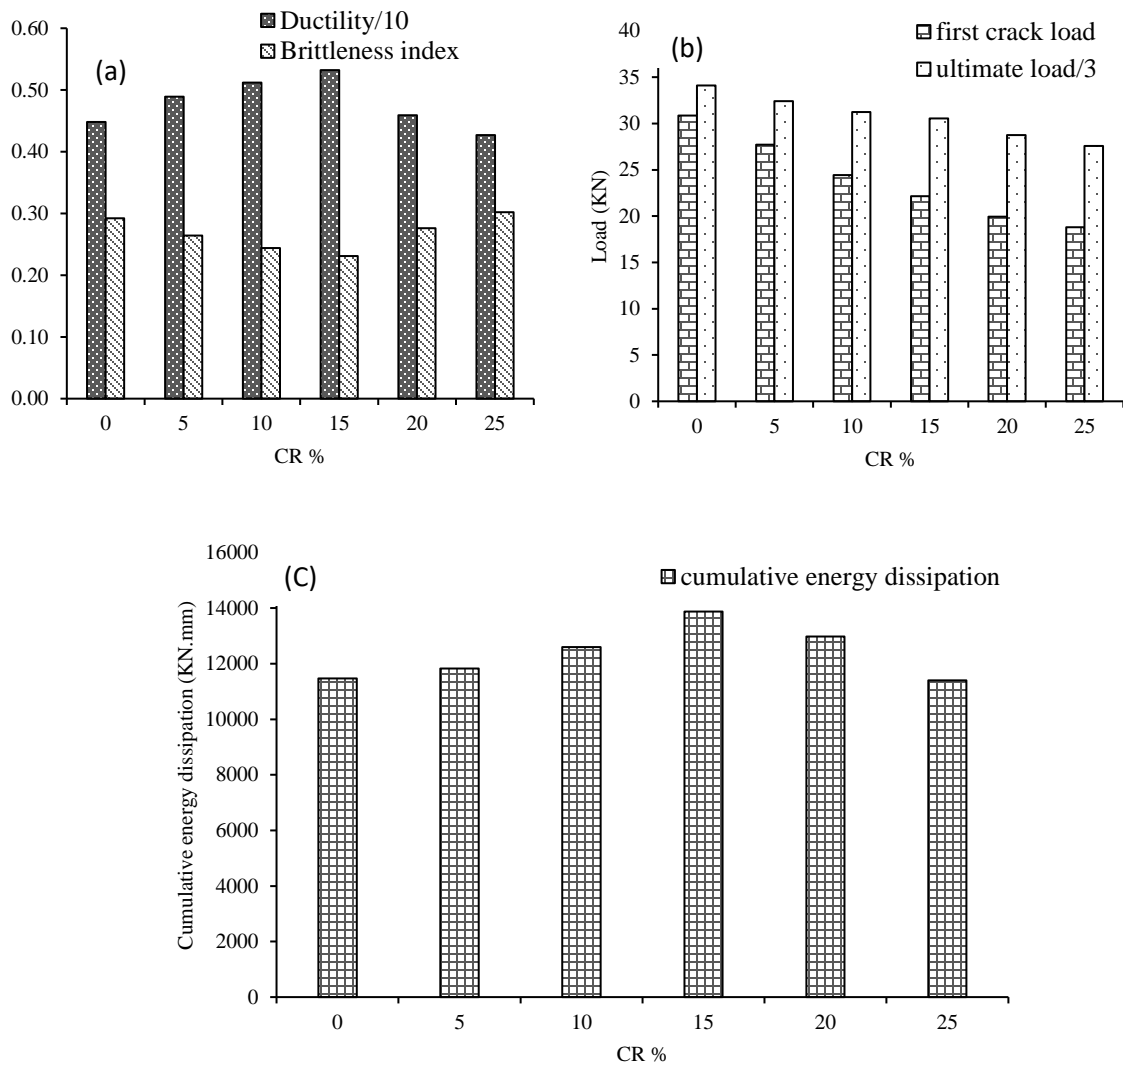 Ductility/10
Brittleness index
(a)
0.60
0.50
0.40
0.30
0.20
0.10
0.00
0 5 10 15 20 25
CR %
first crack load
ultimate load/3
(b)
Load (KN)
40
35
30
25
20
15
10
5
0
0 5 10 15 20 25
CR %
(C)
cumulative energy dissipation
Cumulative energy dissipation (KN.mm)
16000
14000
12000
10000
8000
6000
4000
2000
0
0 5 10 15 20 25
CR %